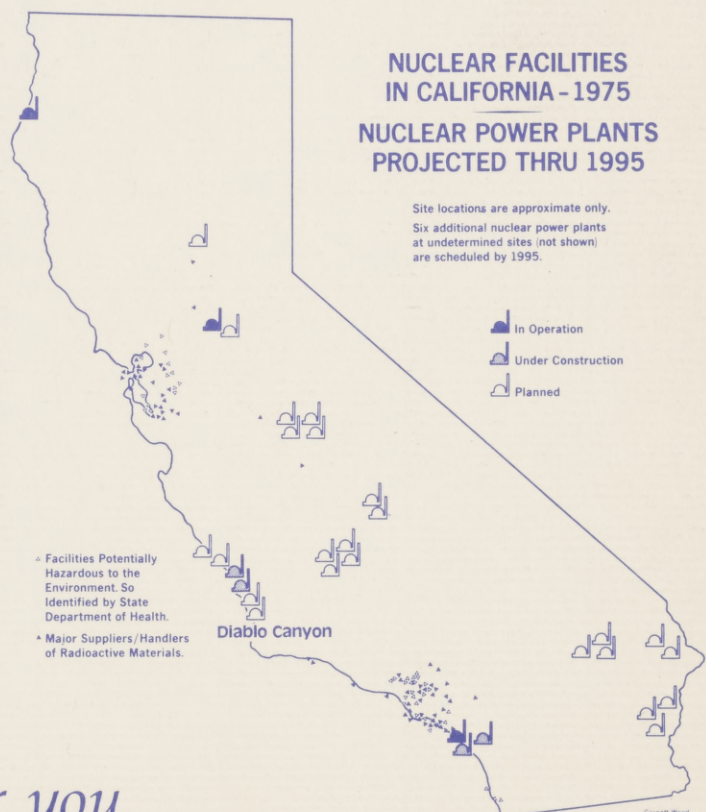 NUCLEAR FACILITIES
IN CALIFORNIA - 1975
NUCLEAR POWER PLANTS
PROJECTED THRU 1995
Site locations are approximate only.
Six additional nuclear power plants
at undetermined sites (not shown)
are scheduled by 1995.
In Operation
Under Construction
Planned
Facilities Potentially
Hazardous to the
Environment. So
Identified by State
Department of Health.
Major Suppliers/Handlers
of Radioactive Materials.
Diablo Canyon
you